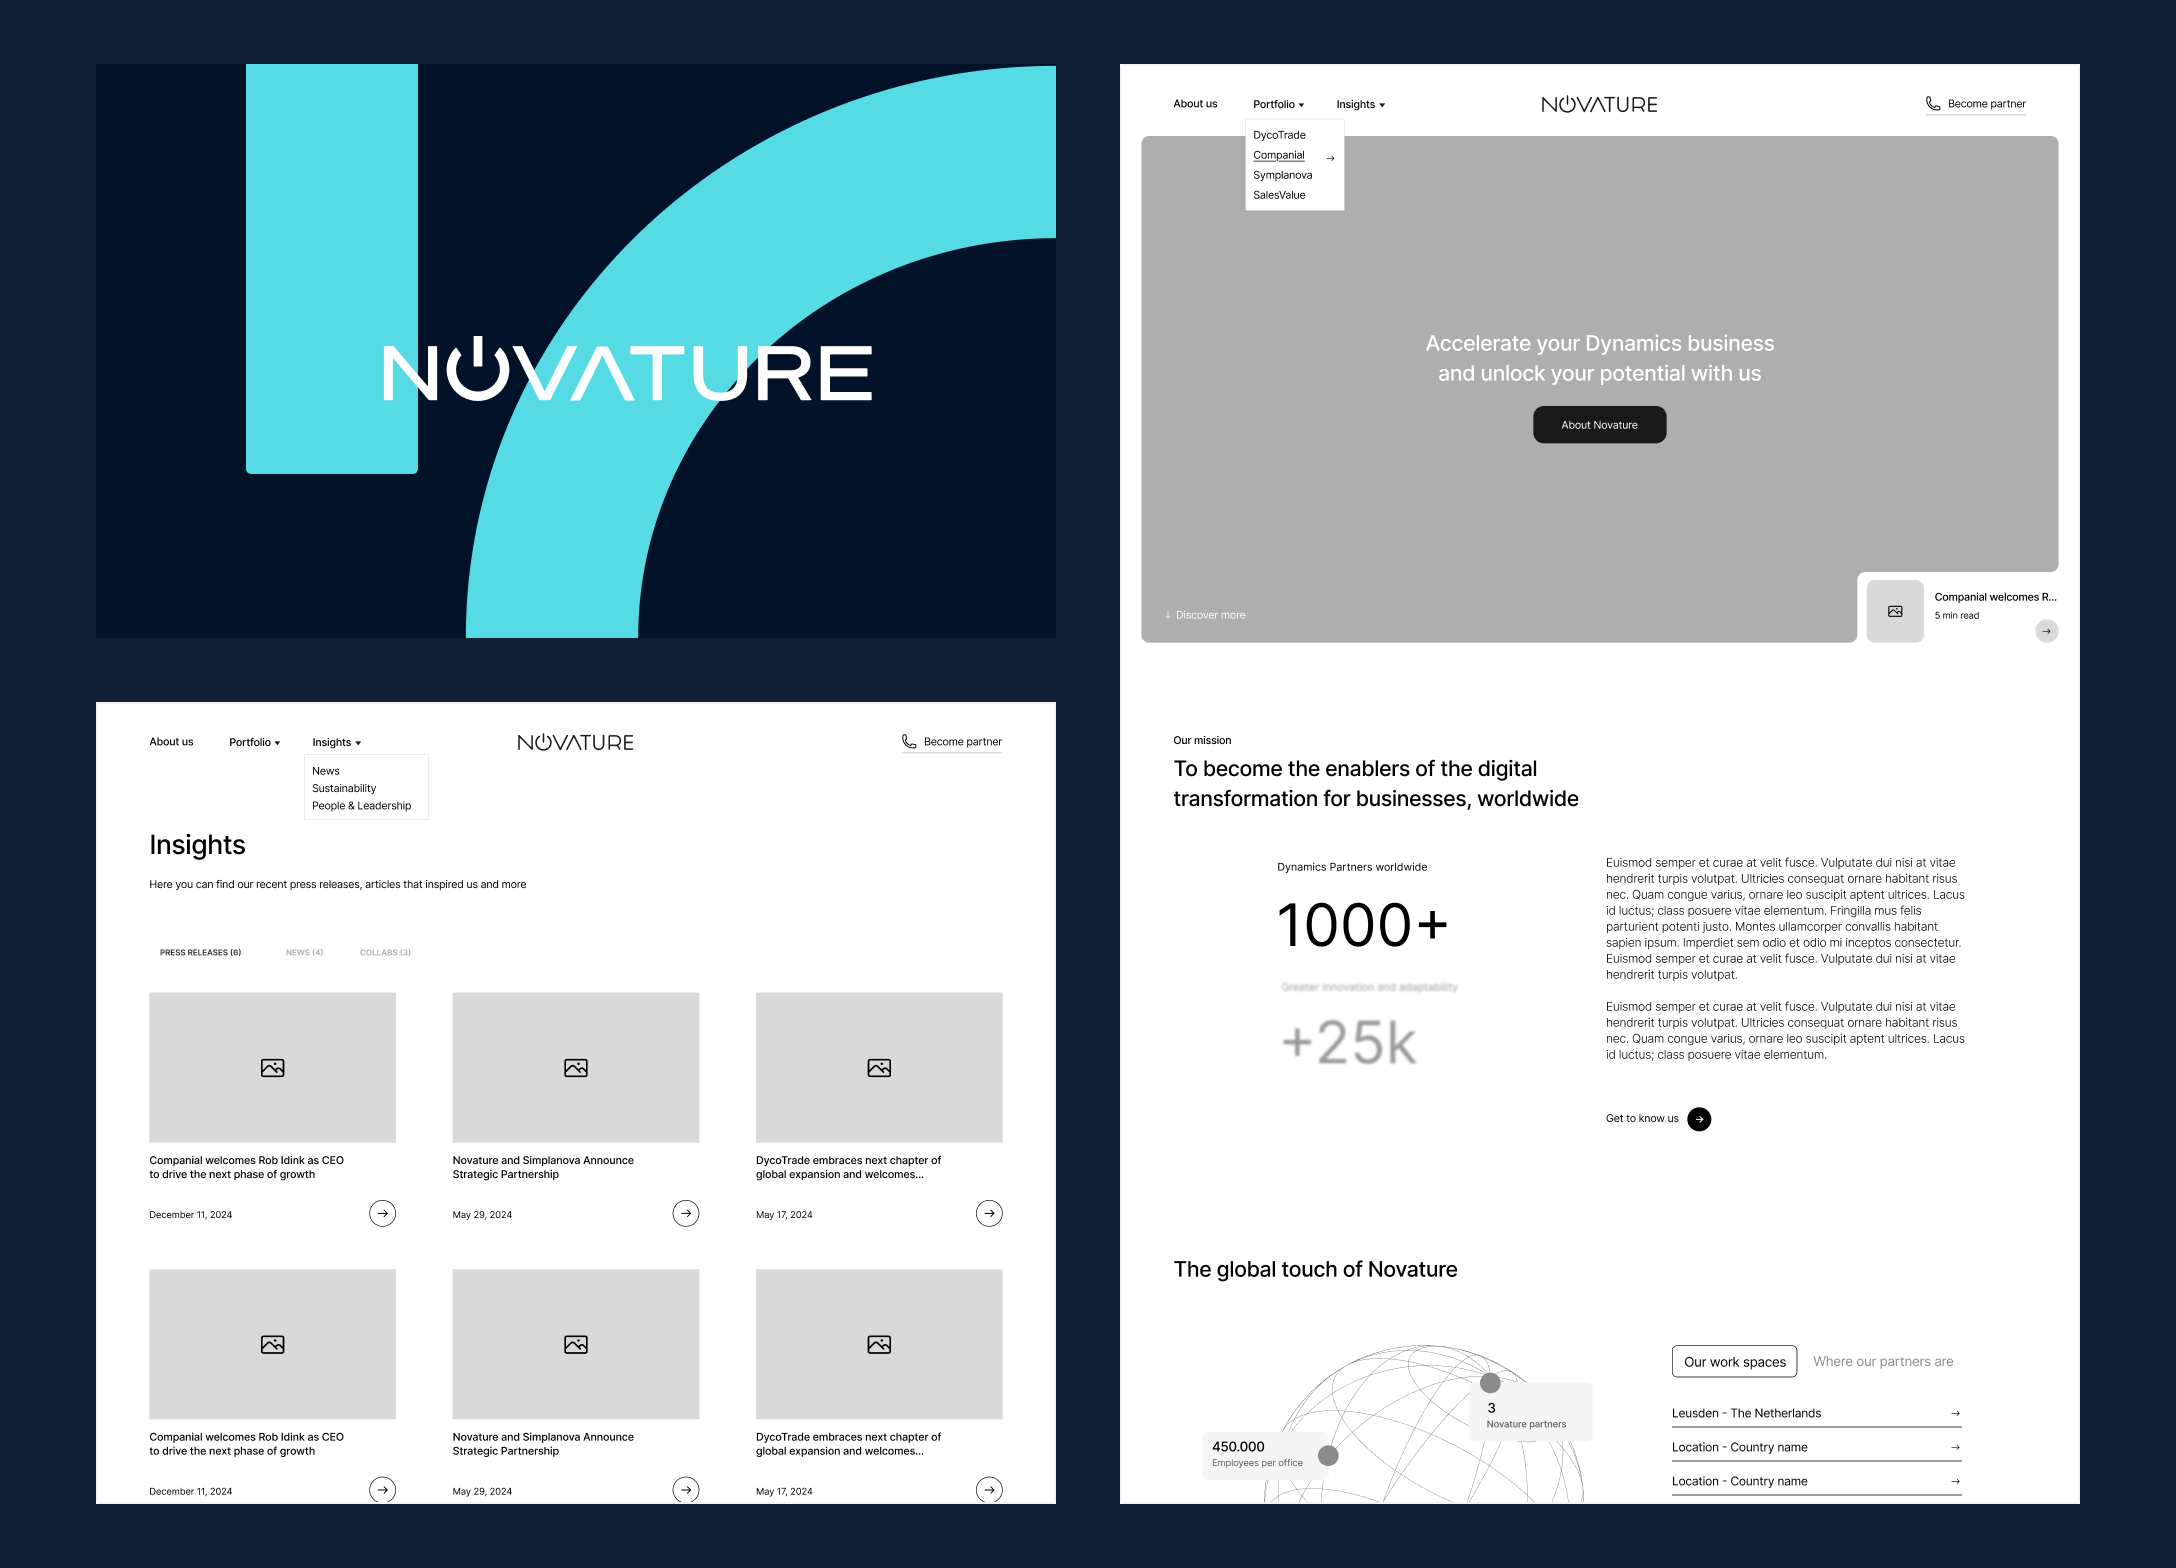 NOVATURE
About us
Portfolio
Insights
NOVATURE
Become partner
News
Sustainability
People & Leadership
Insights
Here you can find our recent press releases, articles that inspired us and more
PRESS RELEASES (6)
NEWS (4)
COLLABS (3)
Companial welcomes Rob Idink as CEO
to drive the next phase of growth
December 11, 2024
Novature and Simplanova Announce
Strategic Partnership
May 29, 2024
DycoTrade embraces next chapter of
global expansion and welcomes...
May 17, 2024
Companial welcomes Rob Idink as CEO
to drive the next phase of growth
December 11, 2024
Novature and Simplanova Announce
Strategic Partnership
May 29, 2024
DycoTrade embraces next chapter of
global expansion and welcomes...
May 17, 2024
About us
Portfolio
Insights
NOVATURE
Become partner
DycoTrade
Companial
Symplanova
SalesValue
Accelerate your Dynamics business
and unlock your potential with us
About Novature
Discover more
Companial welcomes R...
5 min read
Our mission
To become the enablers of the digital
transformation for businesses, worldwide
Dynamics Partners worldwide
1000+
Greater innovation and adaptability
+25k
Euismod semper et curae at velit fusce. Vulputate dui nisi at vitae
hendrerit turpis volutpat. Ultricies consequat ornare habitant risus
nec. Quam congue varius, ornare leo suscipit aptent ultrices. Lacus
id luctus; class posuere vitae elementum. Fringilla mus felis
parturient potenti justo. Montes ullamcorper convallis habitant
sapien ipsum. Imperdiet sem odio et odio mi inceptos consectetur.
Euismod semper et curae at velit fusce. Vulputate dui nisi at vitae
hendrerit turpis volutpat.
Euismod semper et curae at velit fusce. Vulputate dui nisi at vitae
hendrerit turpis volutpat. Ultricies consequat ornare habitant risus
nec. Quam congue varius, ornare leo suscipit aptent ultrices. Lacus
id luctus; class posuere vitae elementum.
Get to know us
The global touch of Novature
3
Novature partners
450.000
Employees per office
Our work spaces
Where our partners are
Leusden - The Netherlands
Location - Country name
Location - Country name